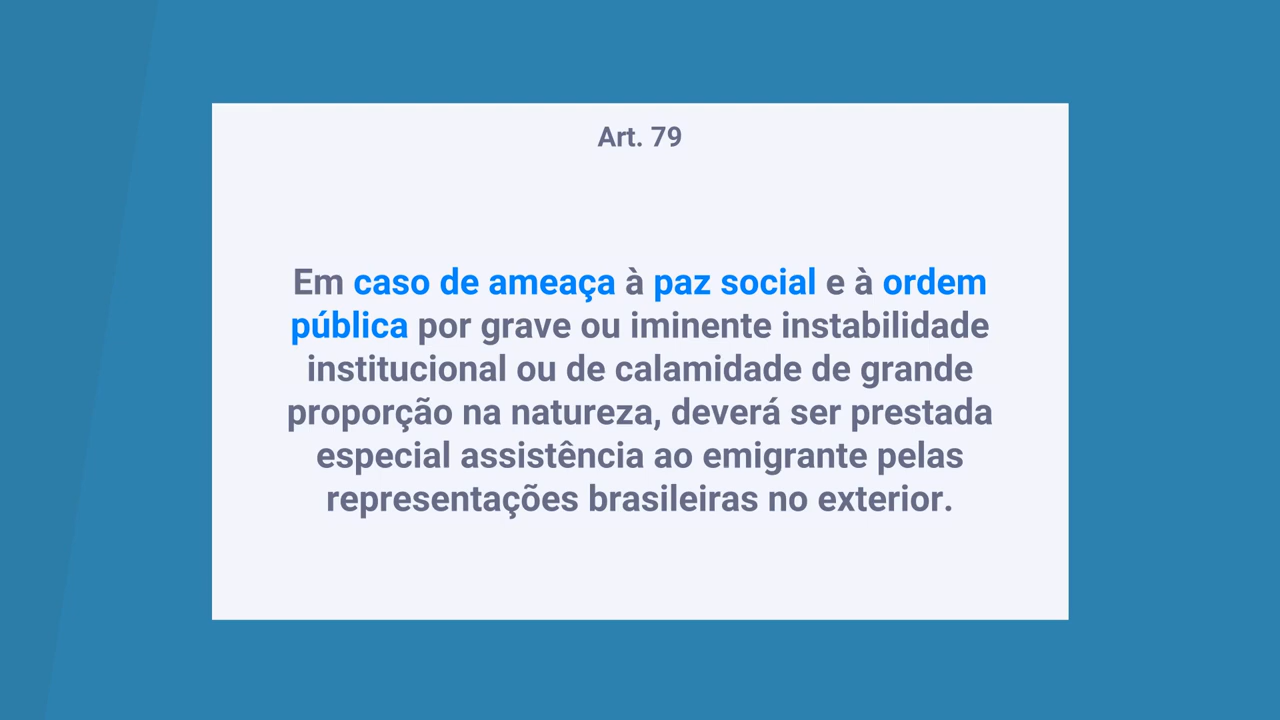 Art. 79
Em caso de ameaça à paz social e à ordem
pública por grave ou iminente instabilidade
institucional ou de calamidade de grande
proporção na natureza, deverá ser prestada
especial assistência ao emigrante pelas
representações brasileiras no exterior.